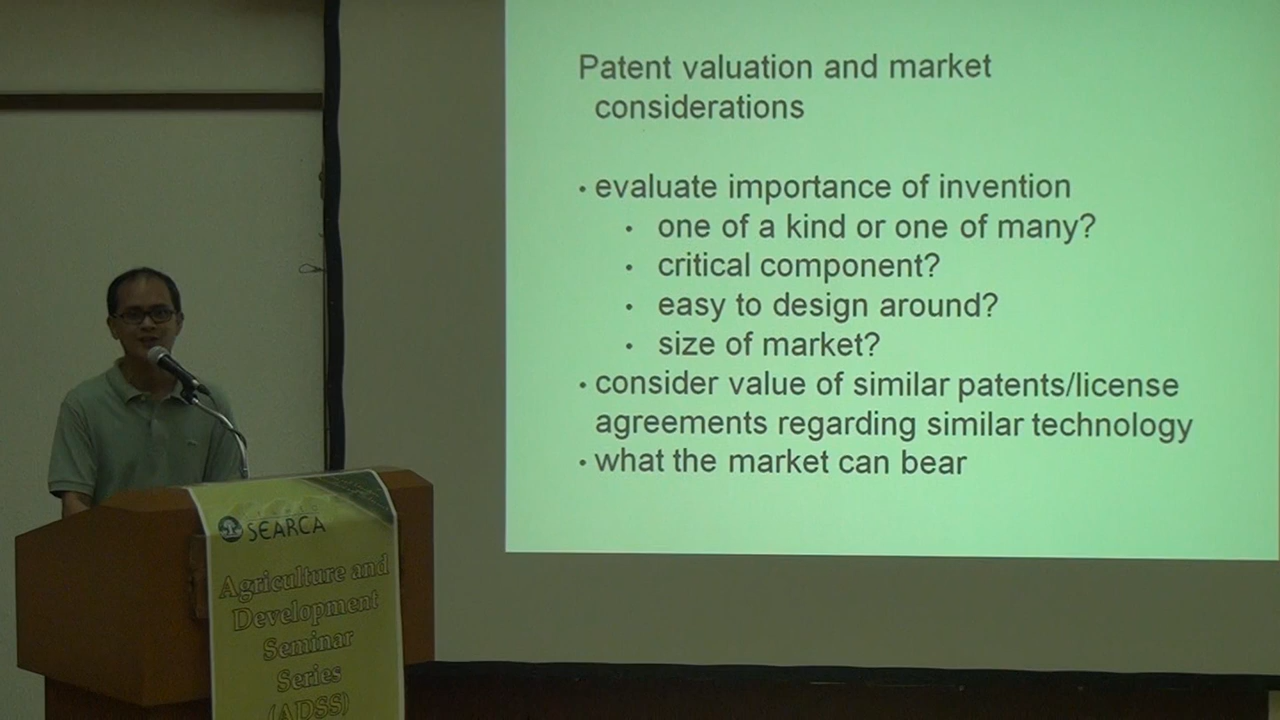 Patent valuation and market
considerations
• evaluate importance of invention
• one of a kind or one of many?
• critical component?
• easy to design around?
• size of market?
• consider value of similar patents/license
agreements regarding similar technology
• what the market can bear
SEARCA
Agriculture and
Development
Seminar
Series
(ADSS)